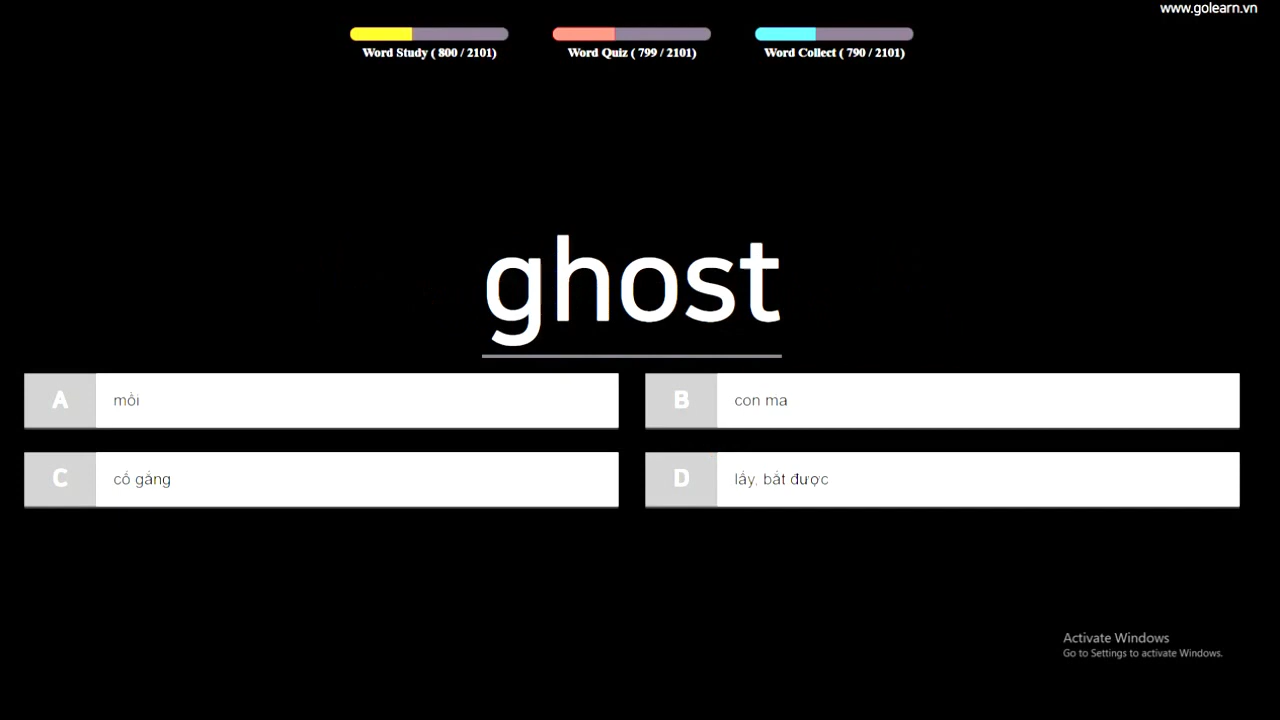 www.golearn.vn
Word Study ( 800 / 2101)
Word Quiz ( 799 / 2101)
Word Collect ( 790 / 2101)
ghost
A mồi
B con ma
C cố gắng
D lấy, bắt được
Activate Windows
Go to Settings to activate Windows.